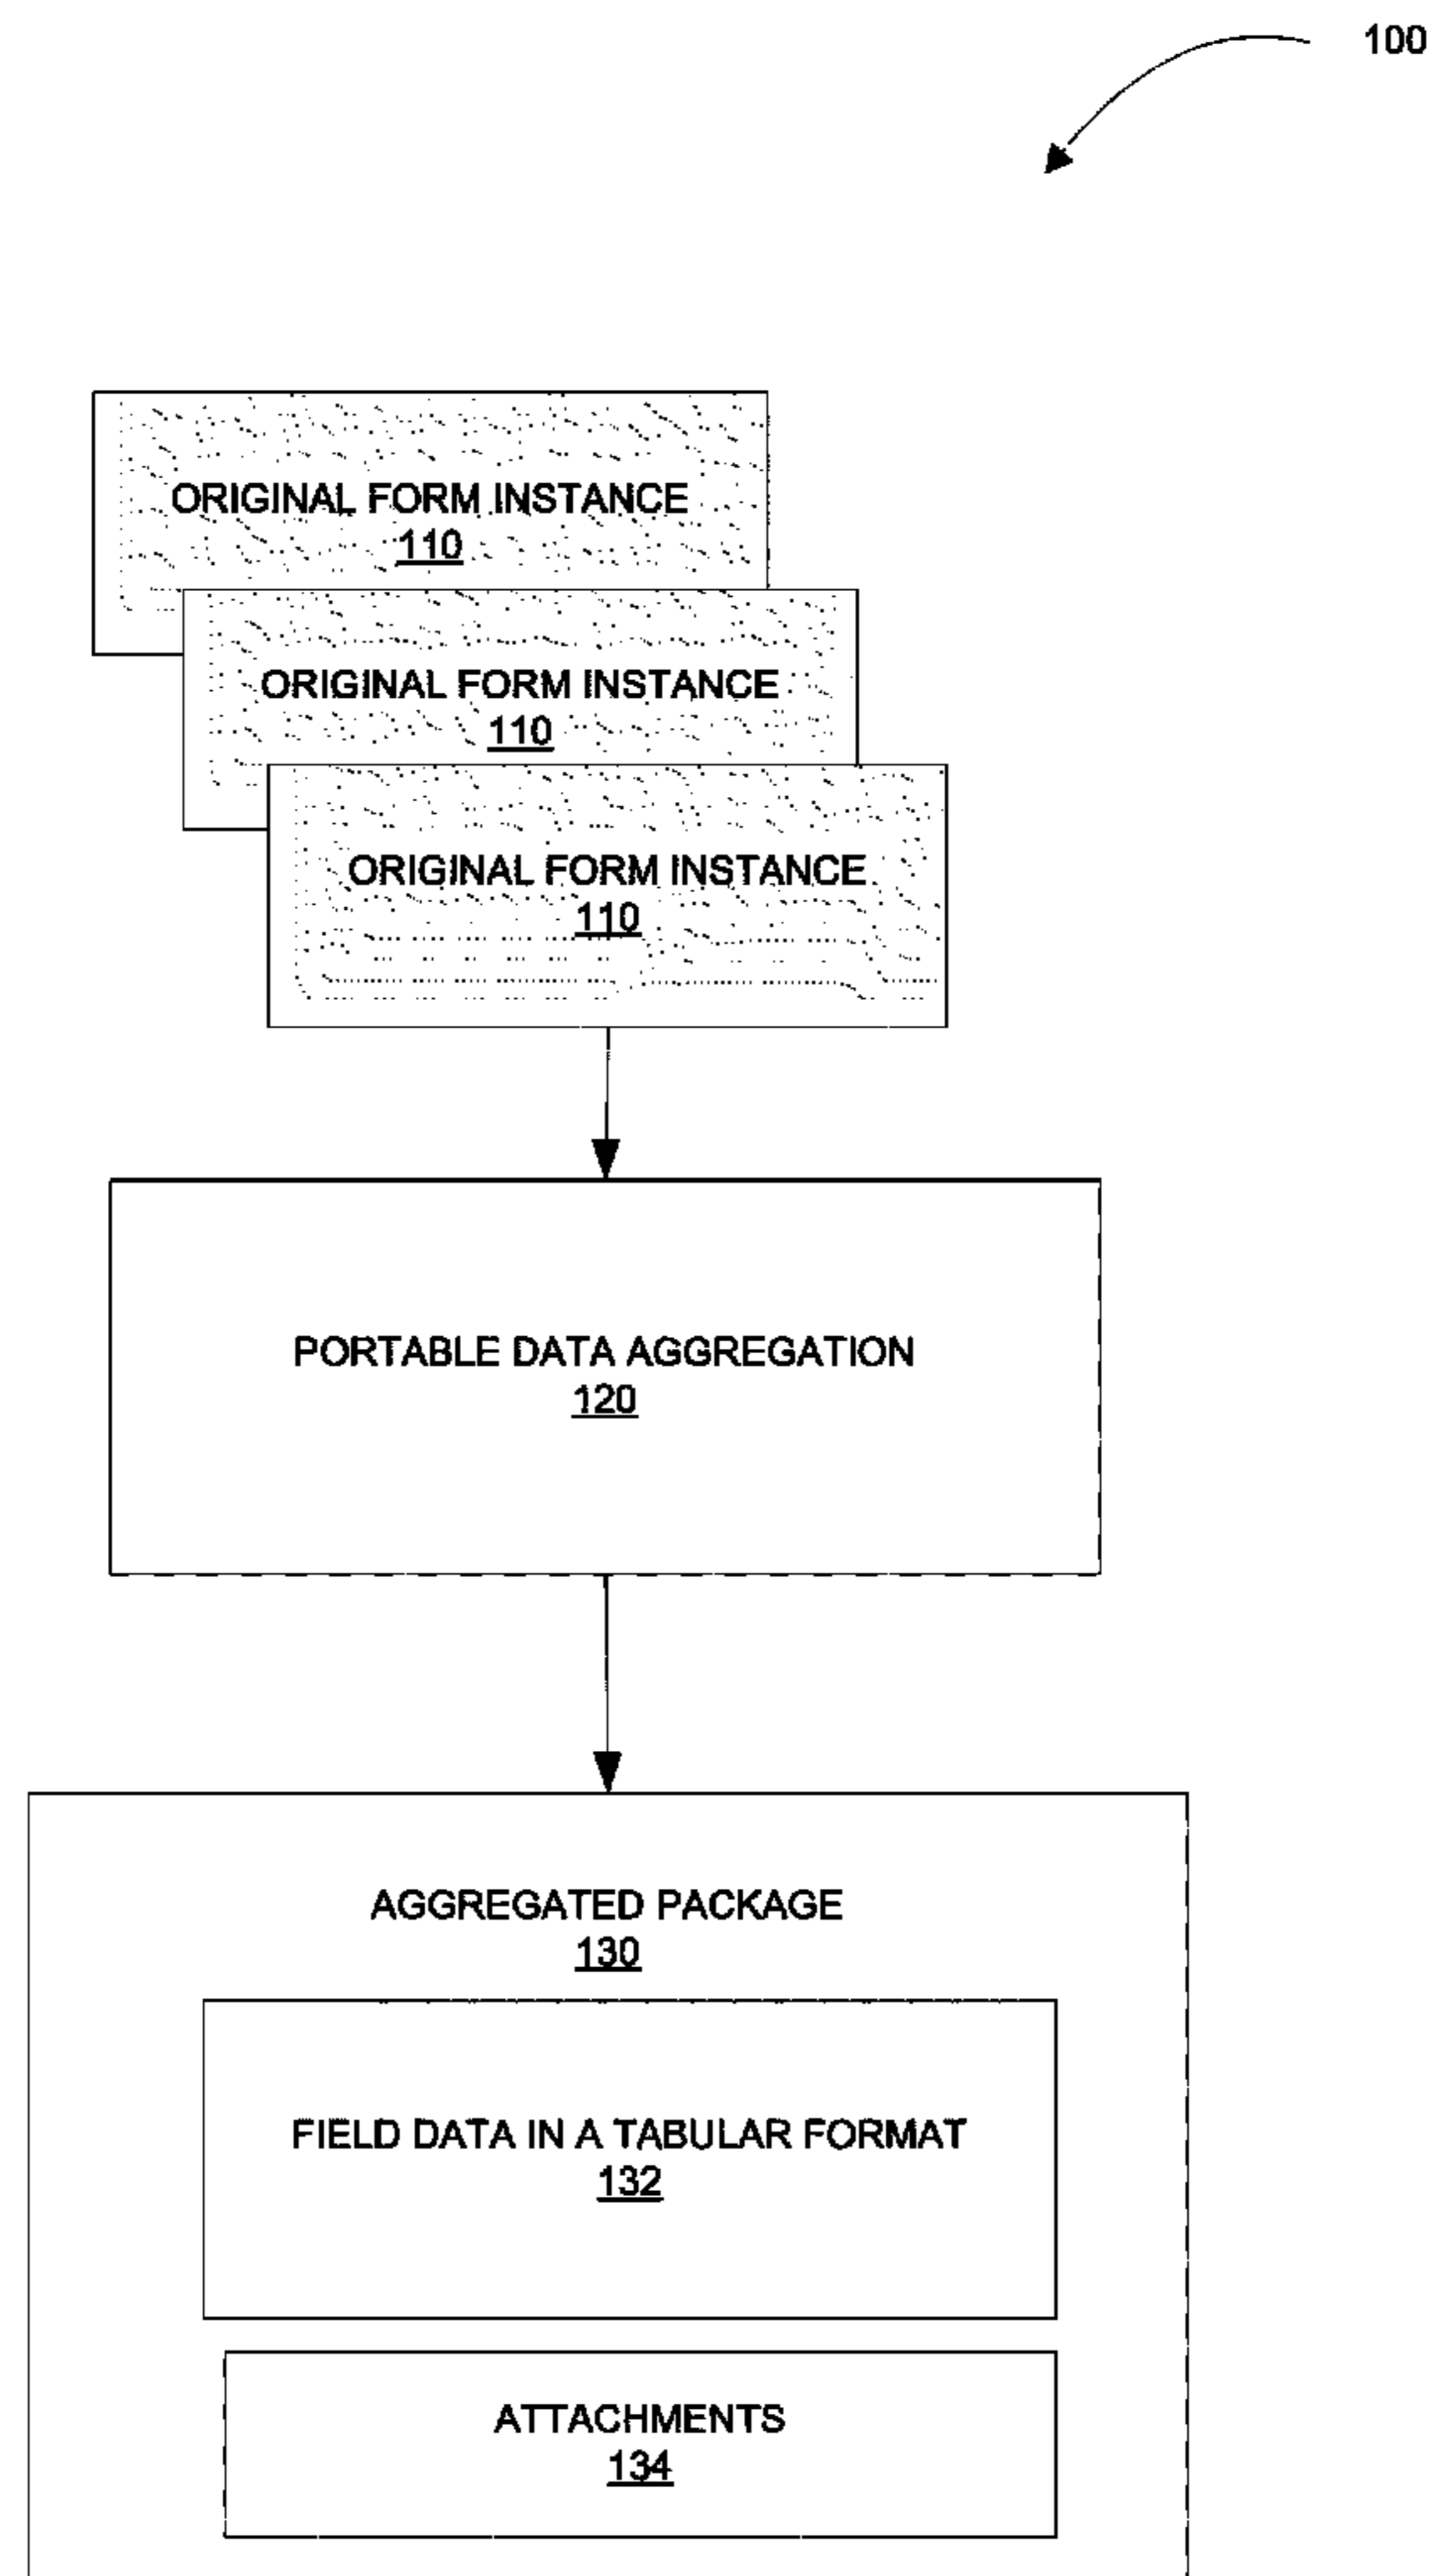 100
ORIGINAL FORM INSTANCE
110
ORIGINAL FORM INSTANCE
110
ORIGINAL FORM INSTANCE
110
PORTABLE DATA AGGREGATION
120
AGGREGATED PACKAGE
130
FIELD DATA IN A TABULAR FORMAT
132
ATTACHMENTS
134